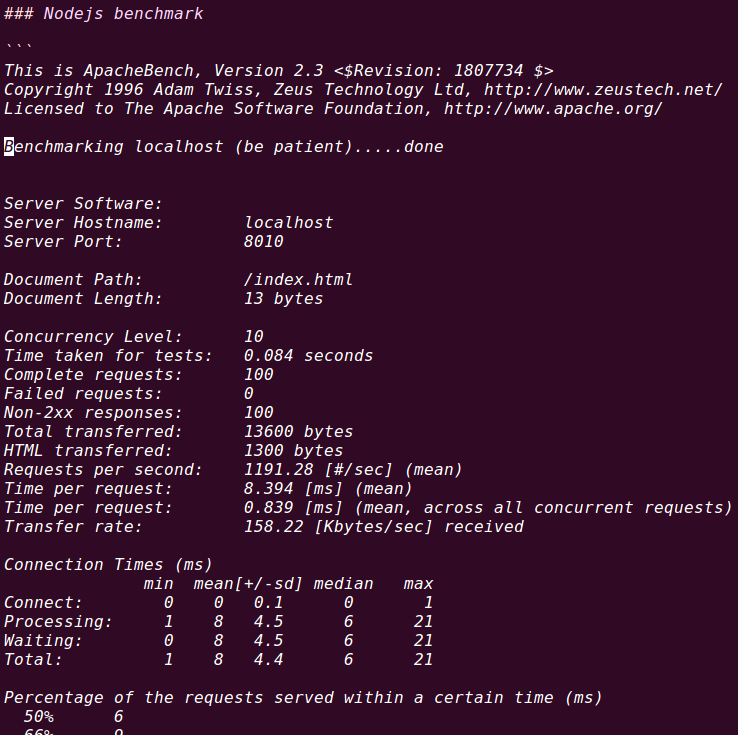 ### Nodejs benchmark
```
This is ApacheBench, Version 2.3 <$Revision: 1807734 $>
Copyright 1996 Adam Twiss, Zeus Technology Ltd, http://www.zeustech.net/
Licensed to The Apache Software Foundation, http://www.apache.org/

Benchmarking localhost (be patient).....done


Server Software:
Server Hostname:        localhost
Server Port:            8010

Document Path:          /index.html
Document Length:        13 bytes

Concurrency Level:      10
Time taken for tests:   0.084 seconds
Complete requests:      100
Failed requests:        0
Non-2xx responses:      100
Total transferred:      13600 bytes
HTML transferred:       1300 bytes
Requests per second:    1191.28 [#/sec] (mean)
Time per request:       8.394 [ms] (mean)
Time per request:       0.839 [ms] (mean, across all concurrent requests)
Transfer rate:          158.22 [Kbytes/sec] received

Connection Times (ms)
              min  mean[+/-sd] median   max
Connect:        0    0   0.1      0       1
Processing:     1    8   4.5      6      21
Waiting:        0    8   4.5      6      21
Total:          1    8   4.4      6      21

Percentage of the requests served within a certain time (ms)
  50%      6
  66%      9